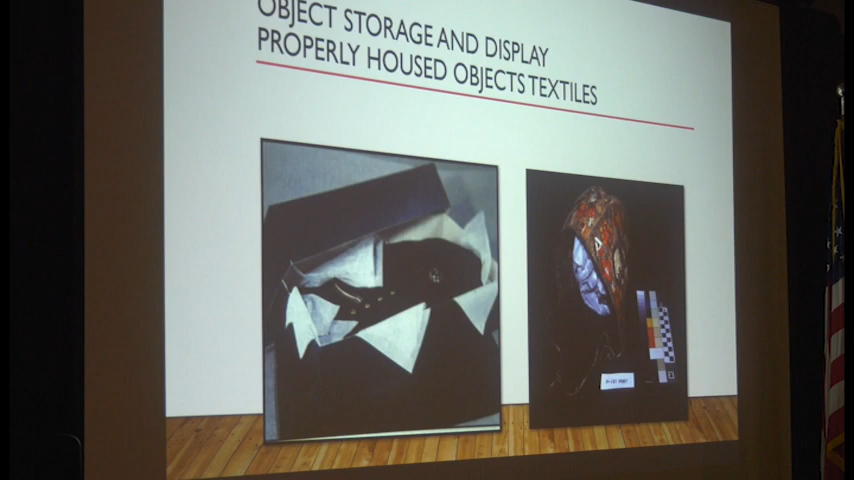 OBJECT STORAGE AND DISPLAY
PROPERLY HOUSED OBJECTS TEXTILES